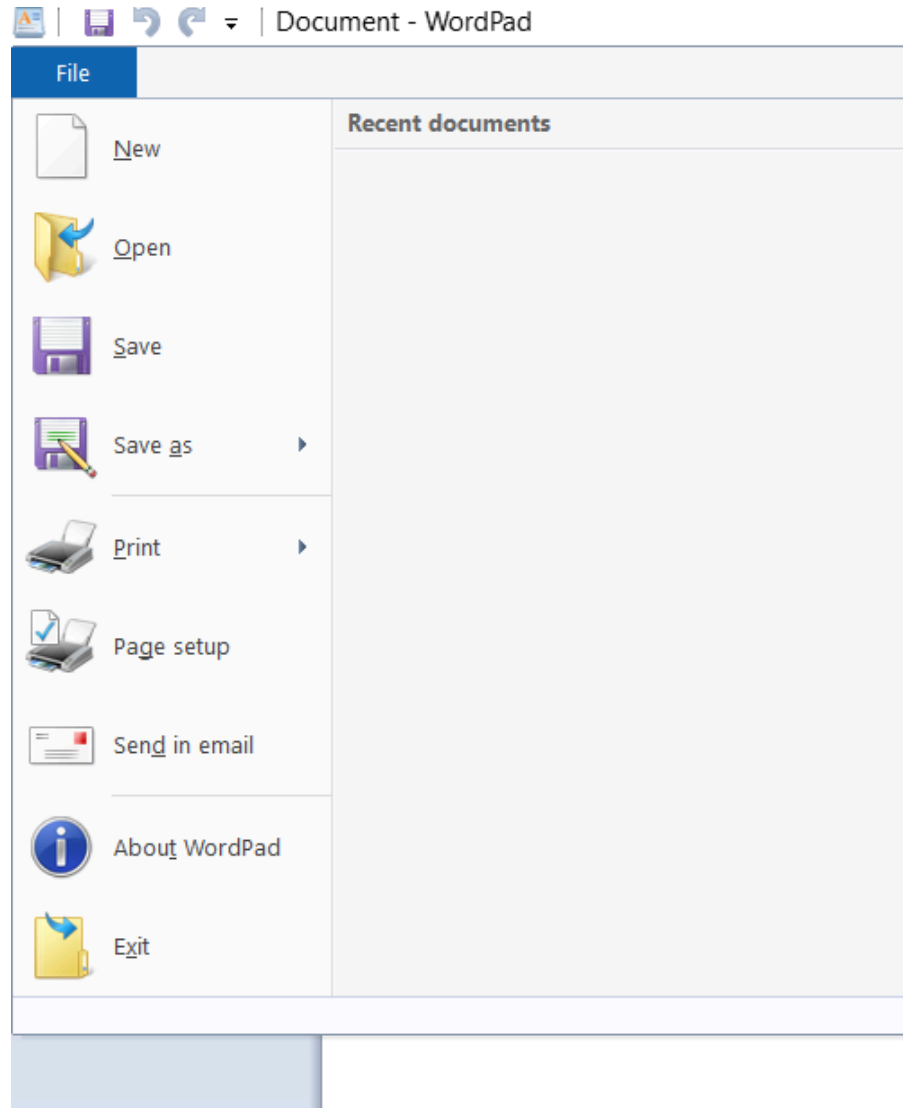 Document - WordPad
File
Recent documents
New
Open
Save
Save as
Print
Page setup
Send in email
About WordPad
Exit